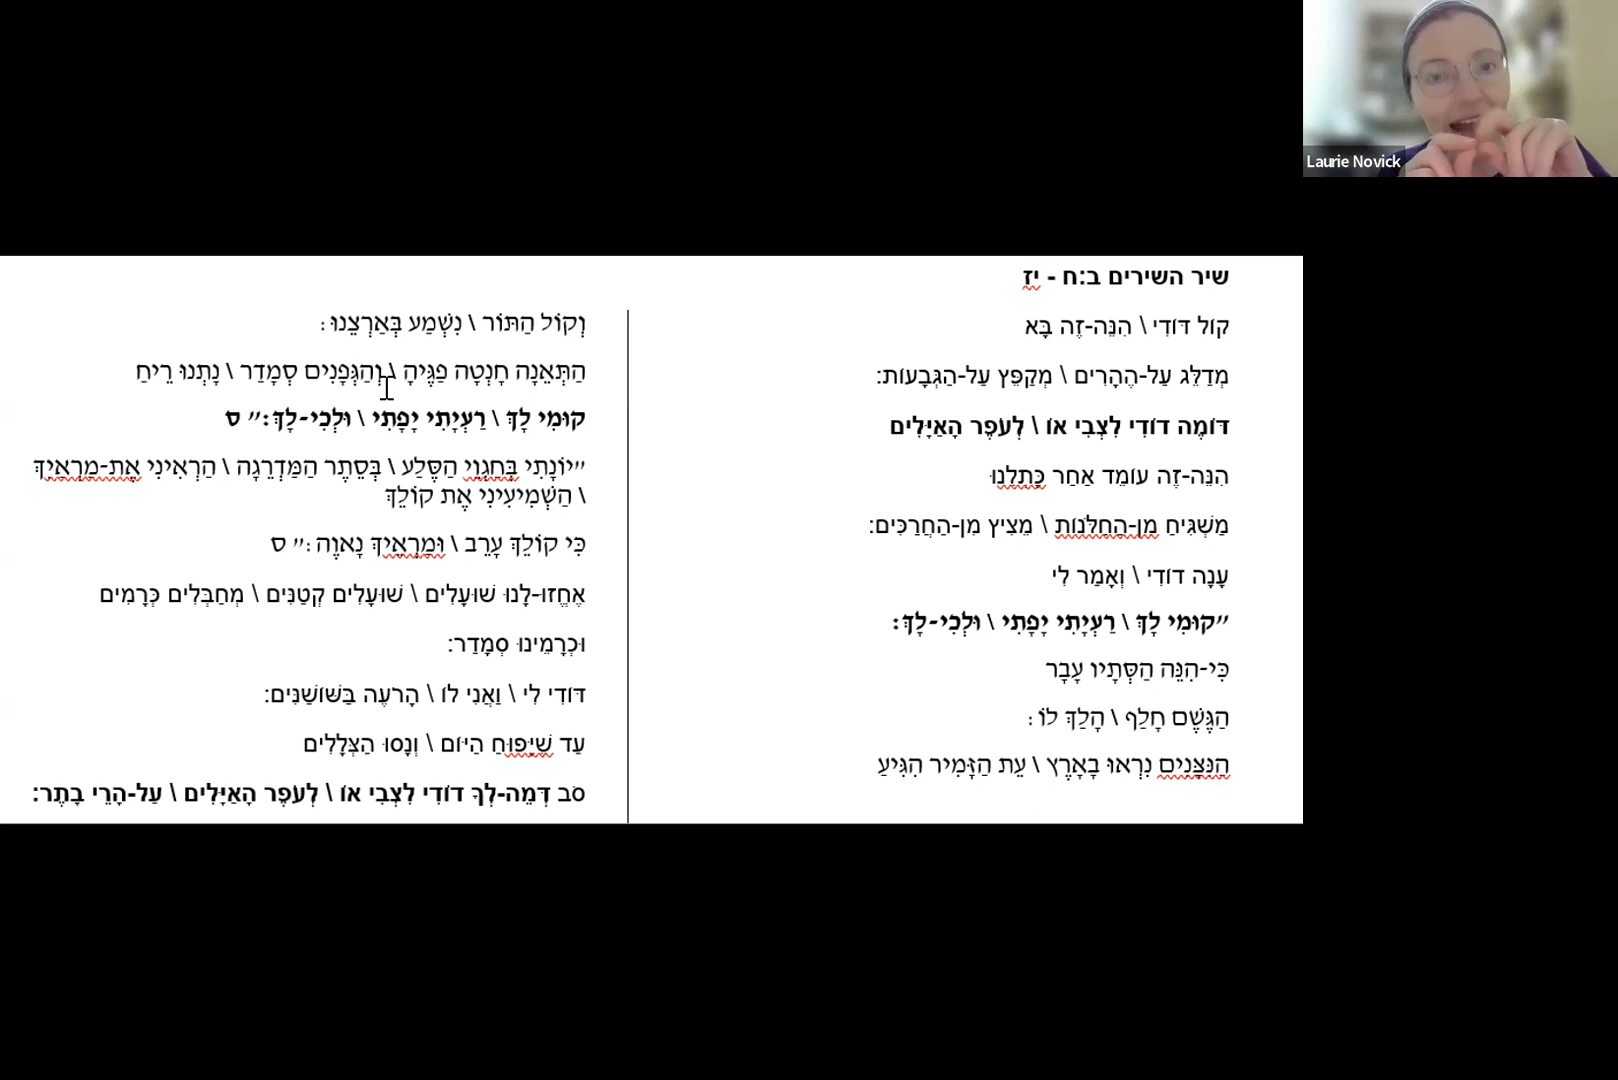 Laurie Novick
שיר השירים ב:ח - יז
קוֹל דּוֹדִי \ הִנֵּה-זֶה בָּא
מְדַלֵּג עַל-הֶהָרִים \ מְקַפֵּץ עַל-הַגְּבָעוֹת:
דּוֹמֶה דוֹדִי לִצְבִי אוֹ \ לְעֹפֶר הָאַיָּלִים
הִנֵּה-זֶה עוֹמֵד אַחַר כָּתְלֵנוּ
מַשְׁגִּיחַ מִן-הַחַלֹּנוֹת \ מֵצִיץ מִן-הַחֲרַכִּים:
עָנָה דוֹדִי \ וְאָמַר לִי
"קוּמִי לָךְ \ רַעְיָתִי יָפָתִי \ וּלְכִי-לָךְ:
כִּי-הִנֵּה הַסְּתָיו עָבָר
הַגֶּשֶׁם חָלַף \ הָלַךְ לוֹ:
הַנִּצָּנִים נִרְאוּ בָאָרֶץ \ עֵת הַזָּמִיר הִגִּיעַ
וְקוֹל הַתּוֹר \ נִשְׁמַע בְּאַרְצֵנוּ:
הַתְּאֵנָה חָנְטָה פַגֶּיהָ \ וְהַגְּפָנִים סְמָדַר \ נָתְנוּ רֵיחַ
קוּמִי לָךְ \ רַעְיָתִי יָפָתִי \ וּלְכִי-לָךְ:" ס
"יוֹנָתִי בְּחַגְוֵי הַסֶּלַע \ בְּסֵתֶר הַמַּדְרֵגָה \ הַרְאִינִי אֶת-מַרְאַיִךְ
\ הַשְׁמִיעִינִי אֶת קוֹלֵךְ
כִּי קוֹלֵךְ עָרֵב \ וּמַרְאֵיךְ נָאוֶה:" ס
אֶחֱזוּ-לָנוּ שׁוּעָלִים \ שׁוּעָלִים קְטַנִּים \ מְחַבְּלִים כְּרָמִים
וּכְרָמֵינוּ סְמָדַר:
דּוֹדִי לִי \ וַאֲנִי לוֹ \ הָרֹעֶה בַּשּׁוֹשַׁנִּים:
עַד שֶׁיָּפוּחַ הַיּוֹם \ וְנָסוּ הַצְּלָלִים
סֹב דְּמֵה-לְךָ דוֹדִי לִצְבִי אוֹ \ לְעֹפֶר הָאַיָּלִים \ עַל-הָרֵי בָתֶר: